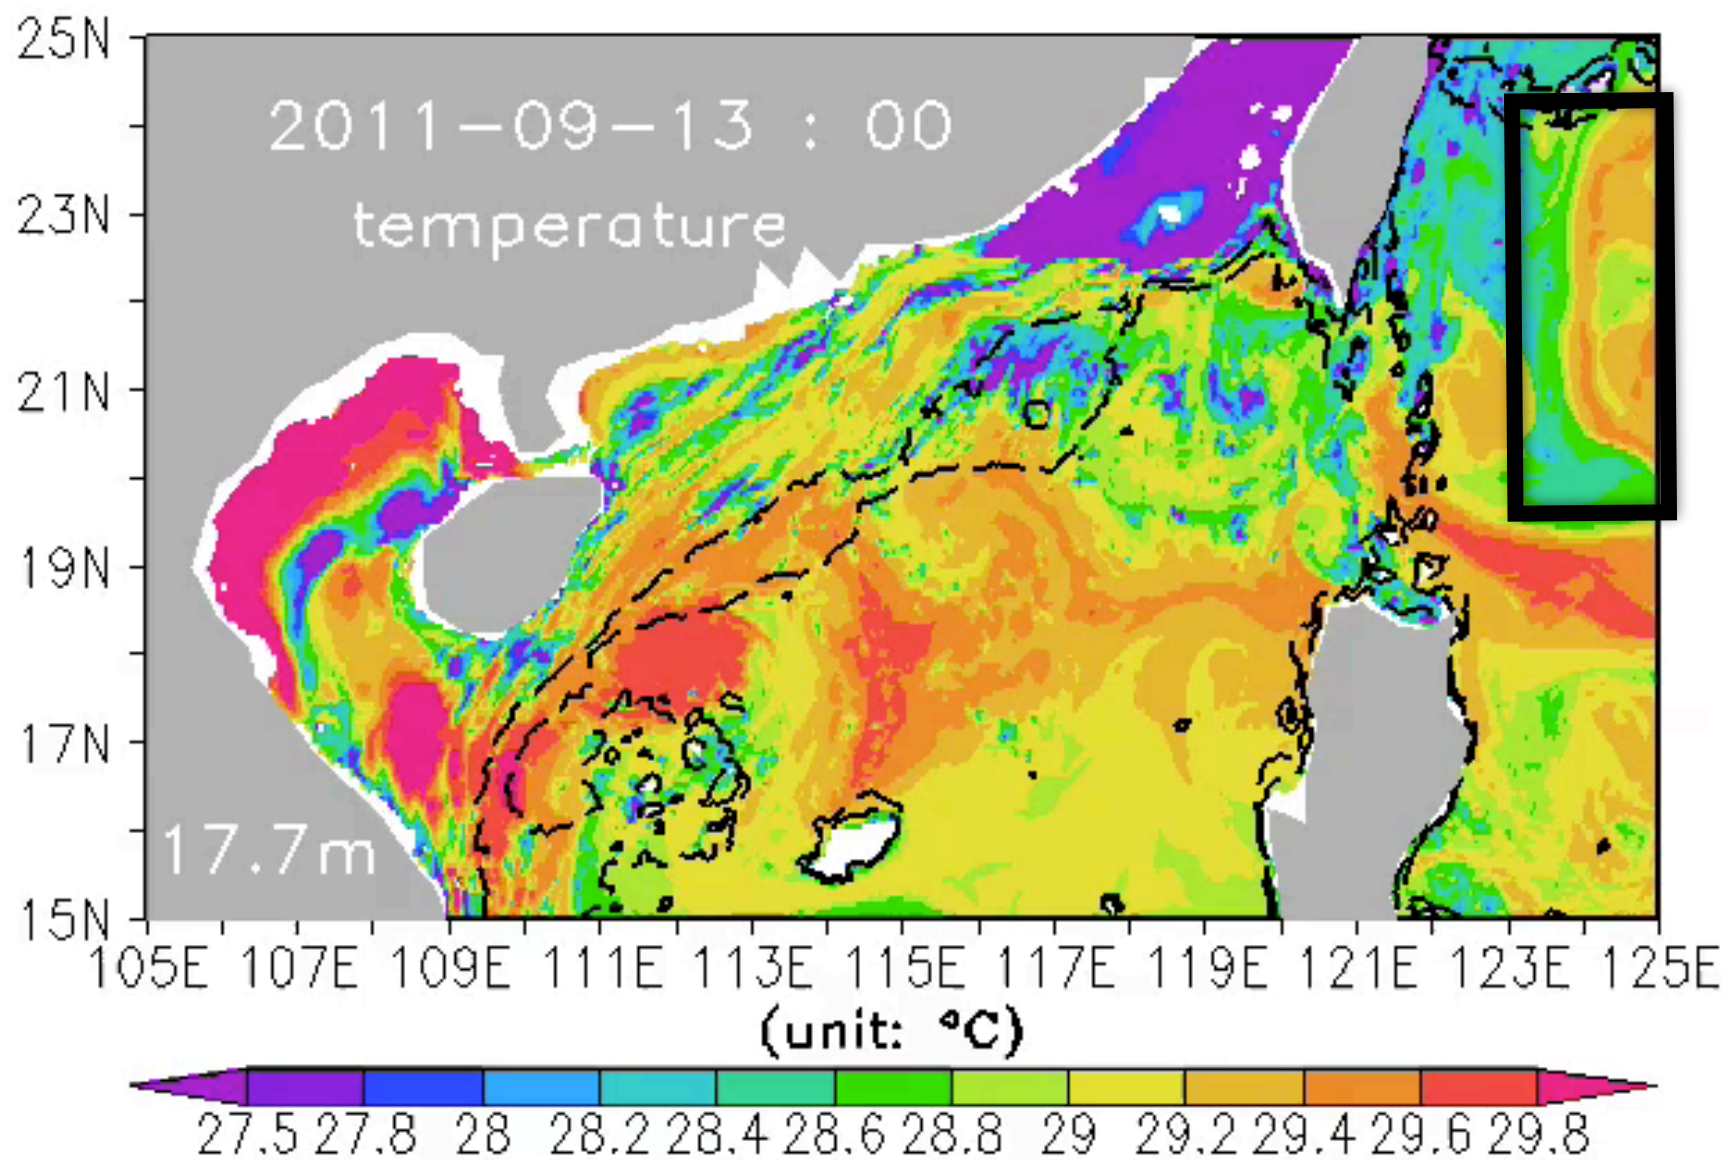 25N
2011-09-13 : 00
23N
temperature
21N
19N
17N
17.7m
15N
105E 107E 109E 111E 113E 115E 117E 119E 121E 123E 125E
(unit: °C)
27.5 27.8 28 28.2 28.4 28.6 28.8 29 29.2 29.4 29.6 29.8